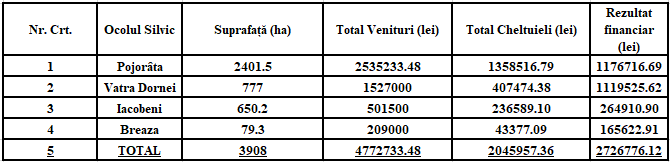 Nr. Crt. Ocolul Silvic Suprafață (ha) Total Venituri (lei) Total Cheltuieli (lei) Rezultat financiar (lei)
1 Pojorâta 2401.5 2535233.48 1358516.79 1176716.69
2 Vatra Dornei 777 1527000 407474.38 1119525.62
3 Iacobeni 650.2 501500 236589.10 264910.90
4 Breaza 79.3 209000 43377.09 165622.91
5 TOTAL 3908 4772733.48 2045957.36 2726776.12